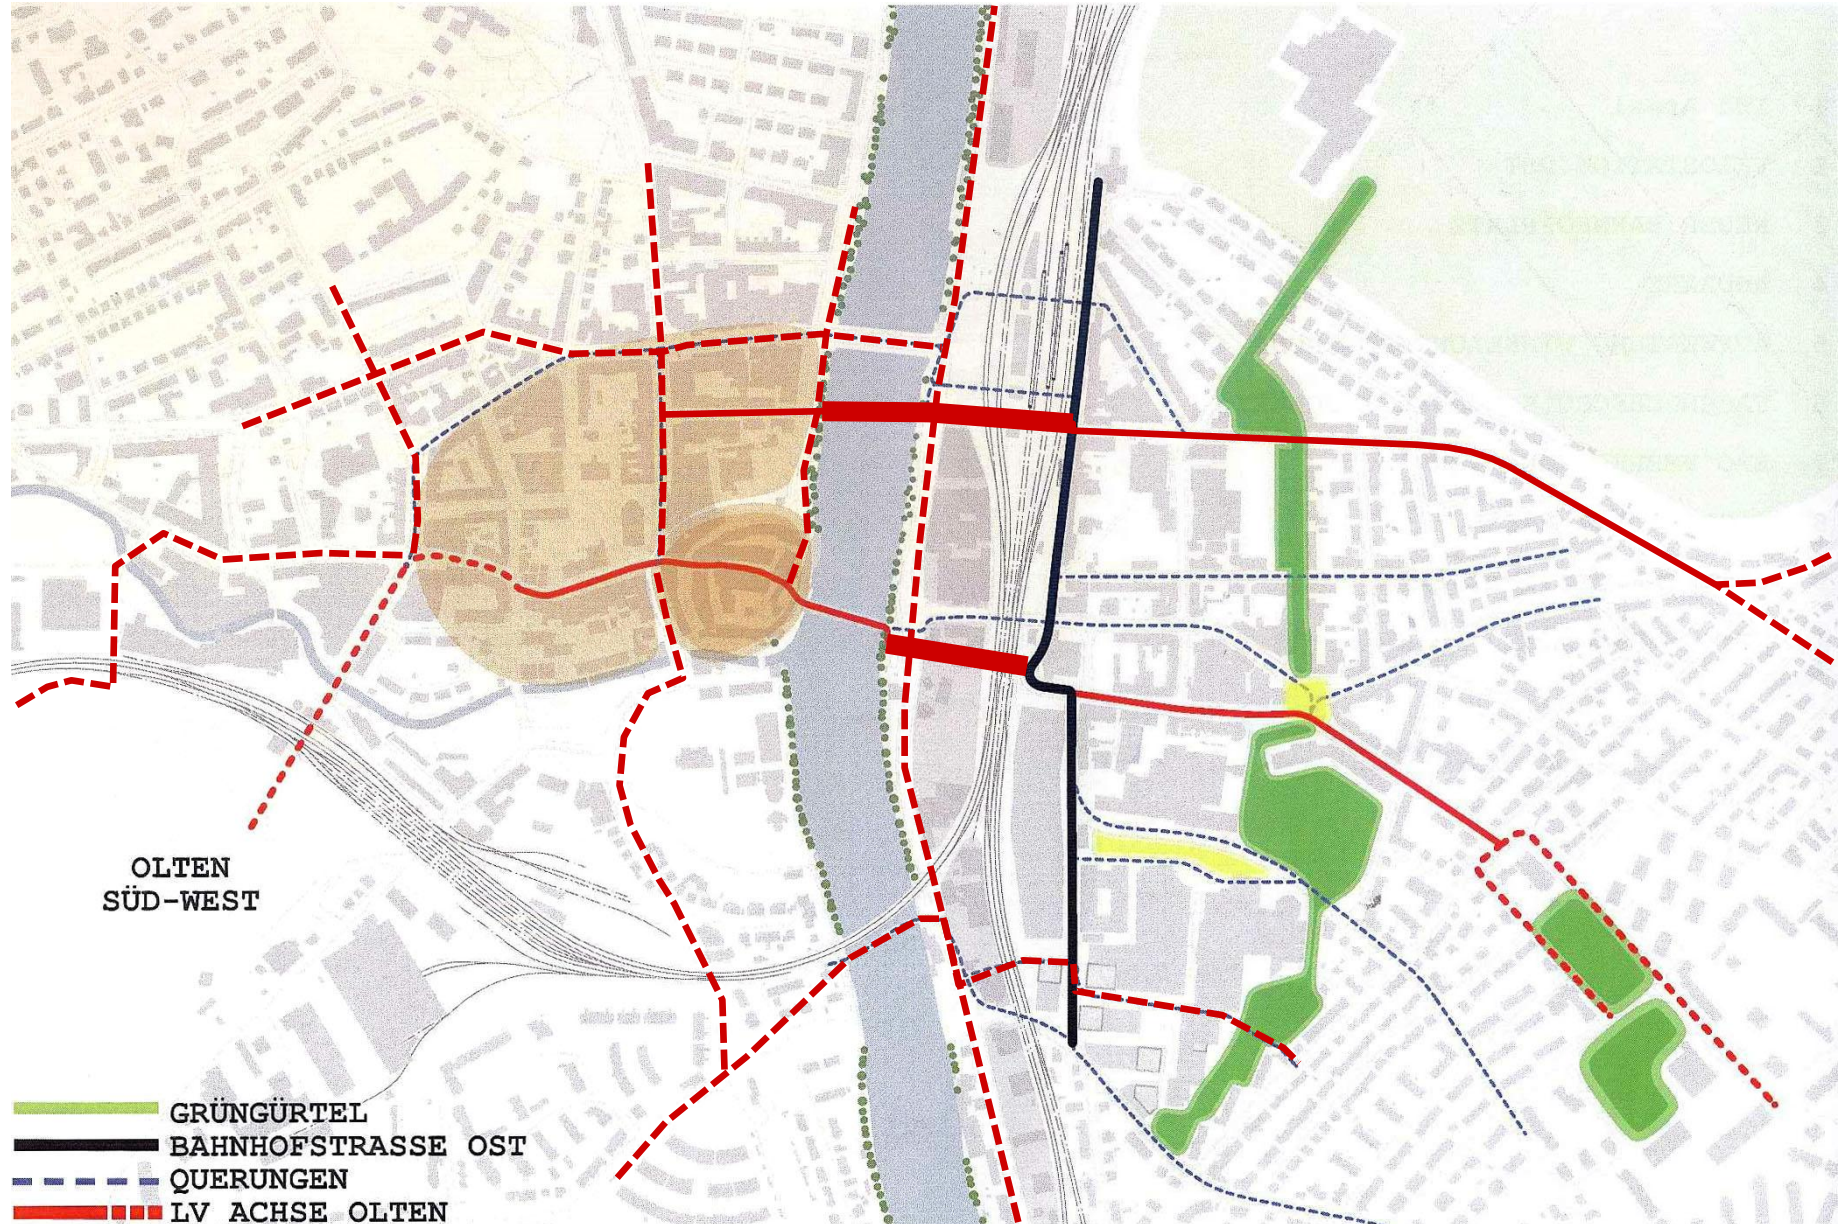 OLTEN
SÜD-WEST
GRÜNGÜRTEL
BAHNHOFSTRASSE OST
QUERUNGEN
LV ACHSE OLTEN